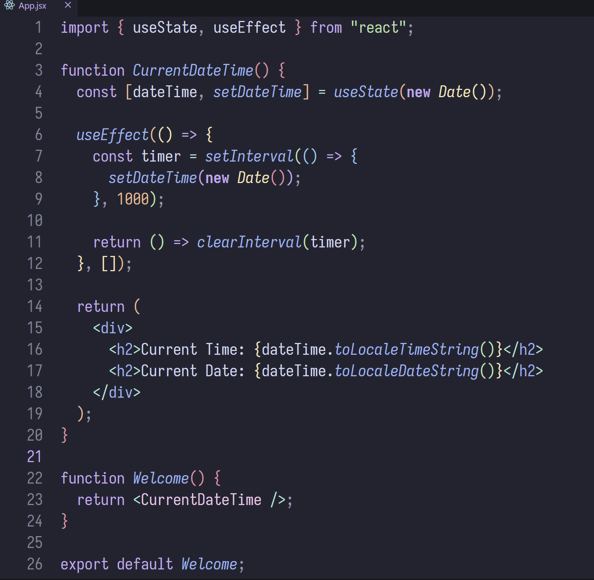 App.jsx ×
1 import { useState, useEffect } from "react";
2
3 function CurrentDateTime() {
4   const [dateTime, setDateTime] = useState(new Date());
5
6   useEffect(() => {
7     const timer = setInterval(() => {
8       setDateTime(new Date());
9     }, 1000);
10
11     return () => clearInterval(timer);
12   }, []);
13
14   return (
15     <div>
16       <h2>Current Time: {dateTime.toLocaleTimeString()}</h2>
17       <h2>Current Date: {dateTime.toLocaleDateString()}</h2>
18     </div>
19   );
20 }
21
22 function Welcome() {
23   return <CurrentDateTime />;
24 }
25
26 export default Welcome;